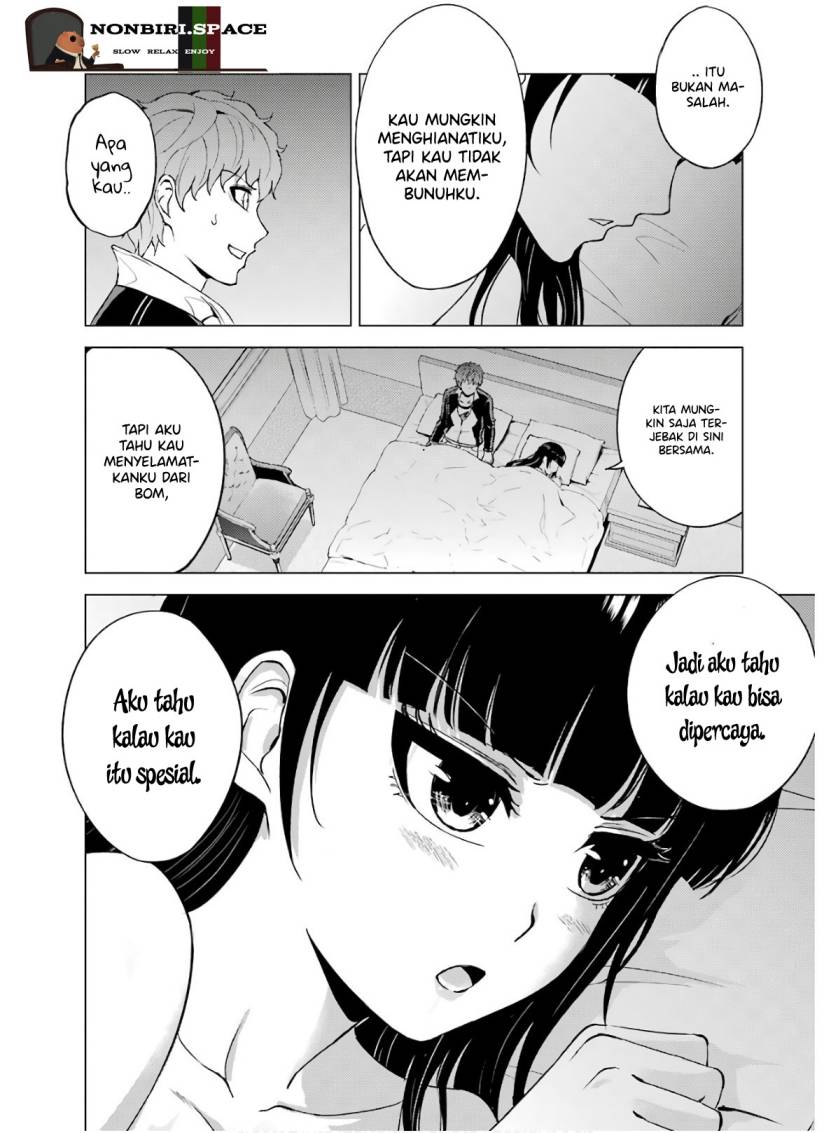 NONBIRI.SPACE
SLOW RELAX ENJOY
.. ITU
BUKAN MA-
SALAH.
KAU MUNGKIN
MENGHIANATIKU,
TAPI KAU TIDAK
AKAN MEM-
BUNUHKU.
Apa
yang
kau..
KITA MUNG-
KIN SAJA TER-
JEBAK DI SINI
BERSAMA.
TAPI AKU
TAHU KAU
MENYELAMAT-
KANKU DARI
BOM,
Jadi aku tahu
kalau kau bisa
dipercaya.
Aku tahu
kalau kau
itu spesial.